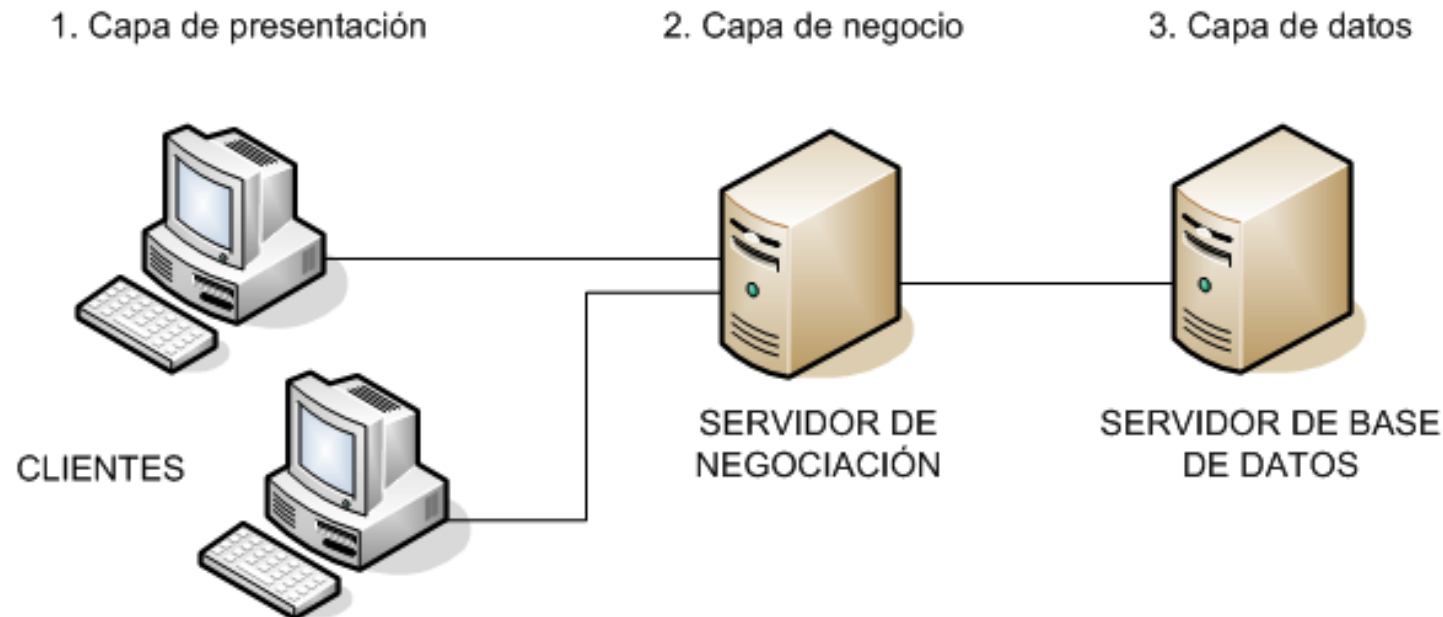 1. Capa de presentación
2. Capa de negocio
3. Capa de datos
CLIENTES
SERVIDOR DE
NEGOCIACIÓN
SERVIDOR DE BASE
DE DATOS